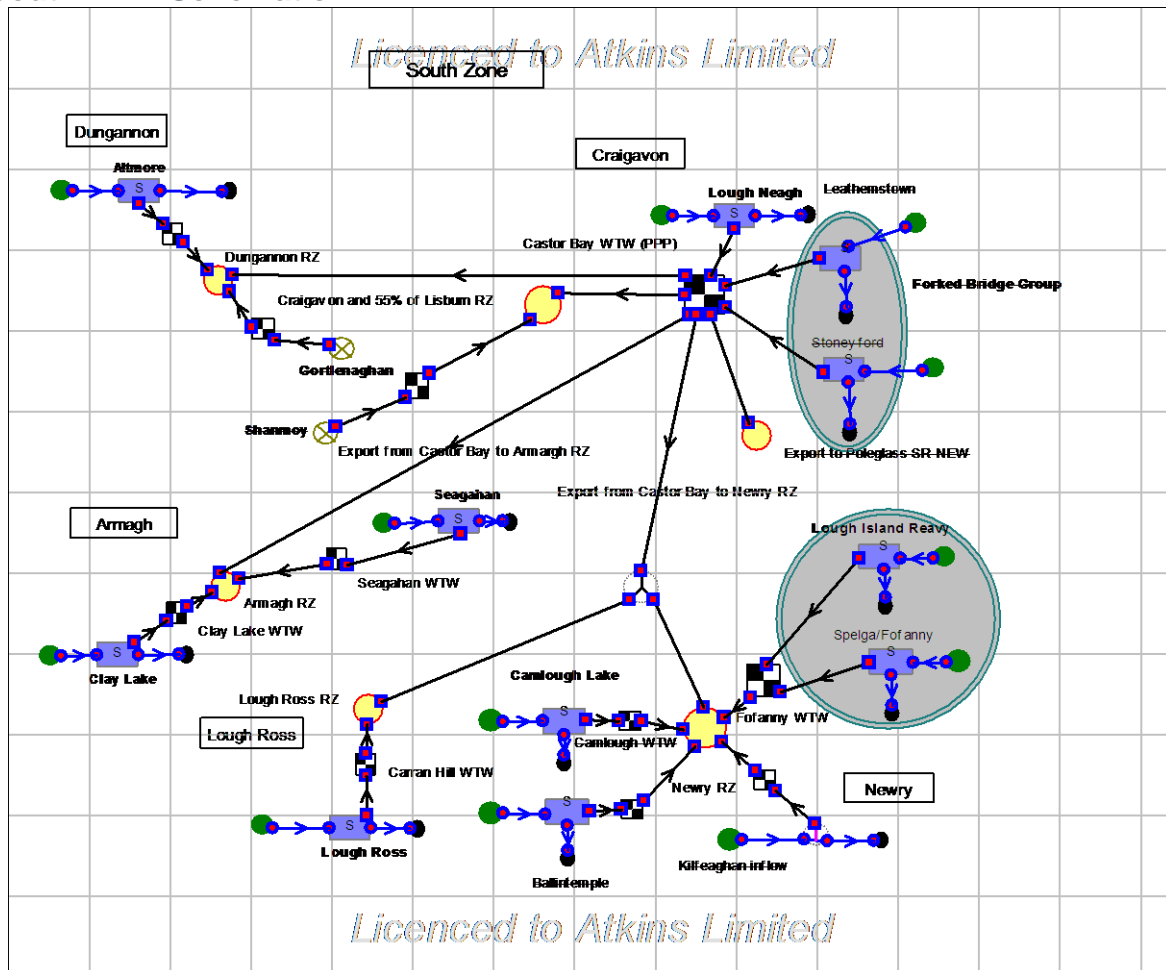 Licenced to Atkins Limited
South Zone
Dungannon
Altmore
Craigavon
Lough Neagh
Leathemstown
Castor Bay WTW (PPP)
Dungannon RZ
Craigavon and 55% of Lisburn RZ
Forked Bridge Group
Stoneyford
Gortlenaghan
Shanmoy
Export from Castor Bay to Armargh RZ
Export to Poleglass SR NEW
Seagahan
Export from Castor Bay to Newry RZ
Armagh
Lough Island Reavy
Seagahan WTW
Armagh RZ
Clay Lake WTW
Spelga/Fofanny
Clay Lake
Camlough Lake
Lough Ross RZ
Fofanny WTW
Lough Ross
Camlough WTW
Carran Hill WTW
Newry RZ
Newry
Lough Ross
Kilfeaghan inflow
Ballintemple
S
S
S
S
S
S
S
S
S
S
S
Licenced to Atkins Limited